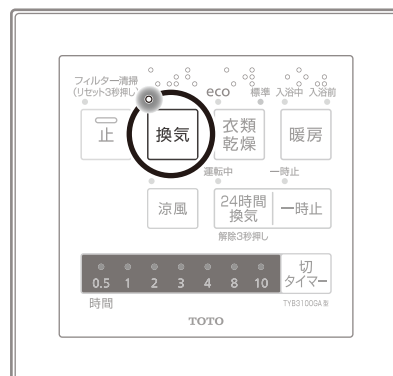 フィルター清掃
(リセット3秒押し)
eco
標準
入浴中
入浴前
止
換気
衣類
乾燥
暖房
運転中
一時止
涼風
24時間
換気
一時止
解除3秒押し
0.5 1 2 3 4 8 10
切
タイマー
時間
TYB3100GA型
TOTO